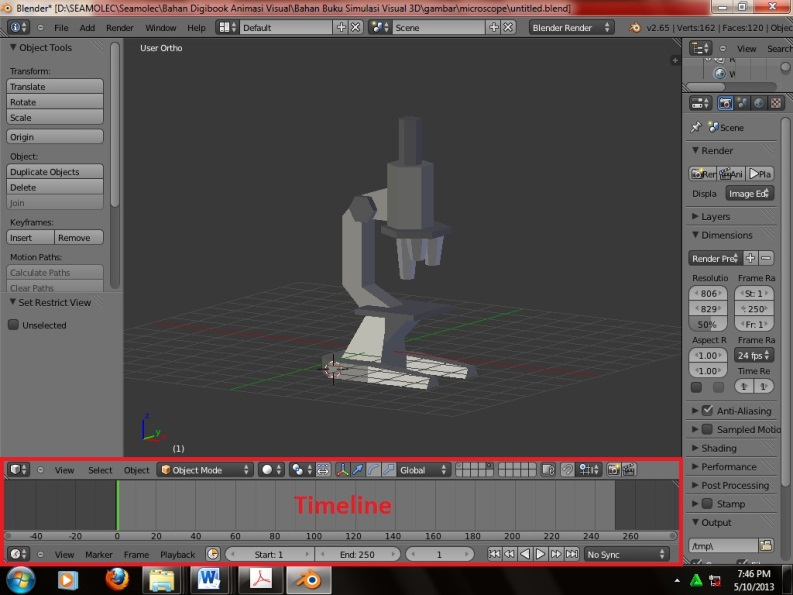 Blender* [D:\SEAMOLEC\Seamolec\Bahan Digibook Animasi Visual\Bahan Buku Simulasi Visual 3D\gambar\microscope\untitled.blend]
File Add Render Window Help Default Scene Blender Render v2.65 | Verts:162 | Faces:120 | Objec
Object Tools
Transform:
Translate
Rotate
Scale
Origin
Object:
Duplicate Objects
Delete
Join
Keyframes:
Insert Remove
Motion Paths:
Calculate Paths
Clear Paths
Set Restrict View
Unselected
User Ortho
z
y
(1)
View Search
Scene
Render
Rer Ani Pla
Displa Image Ed
Layers
Dimensions
Render Pre
Resolutio Frame Ra
806 St: 1
829 250
50% Fr: 1
Aspect R Frame Ra
1.00 24 fps
1.00 Time Re
Anti-Aliasing
Sampled Motio
Shading
Performance
Post Processing
Stamp
Output
/tmp\
View Select Object Object Mode Global
Timeline
-40 -20 0 20 40 60 80 100 120 140 160 180 200 220 240 260
View Marker Frame Playback Start: 1 End: 250 1 No Sync
7:46 PM
5/10/2013